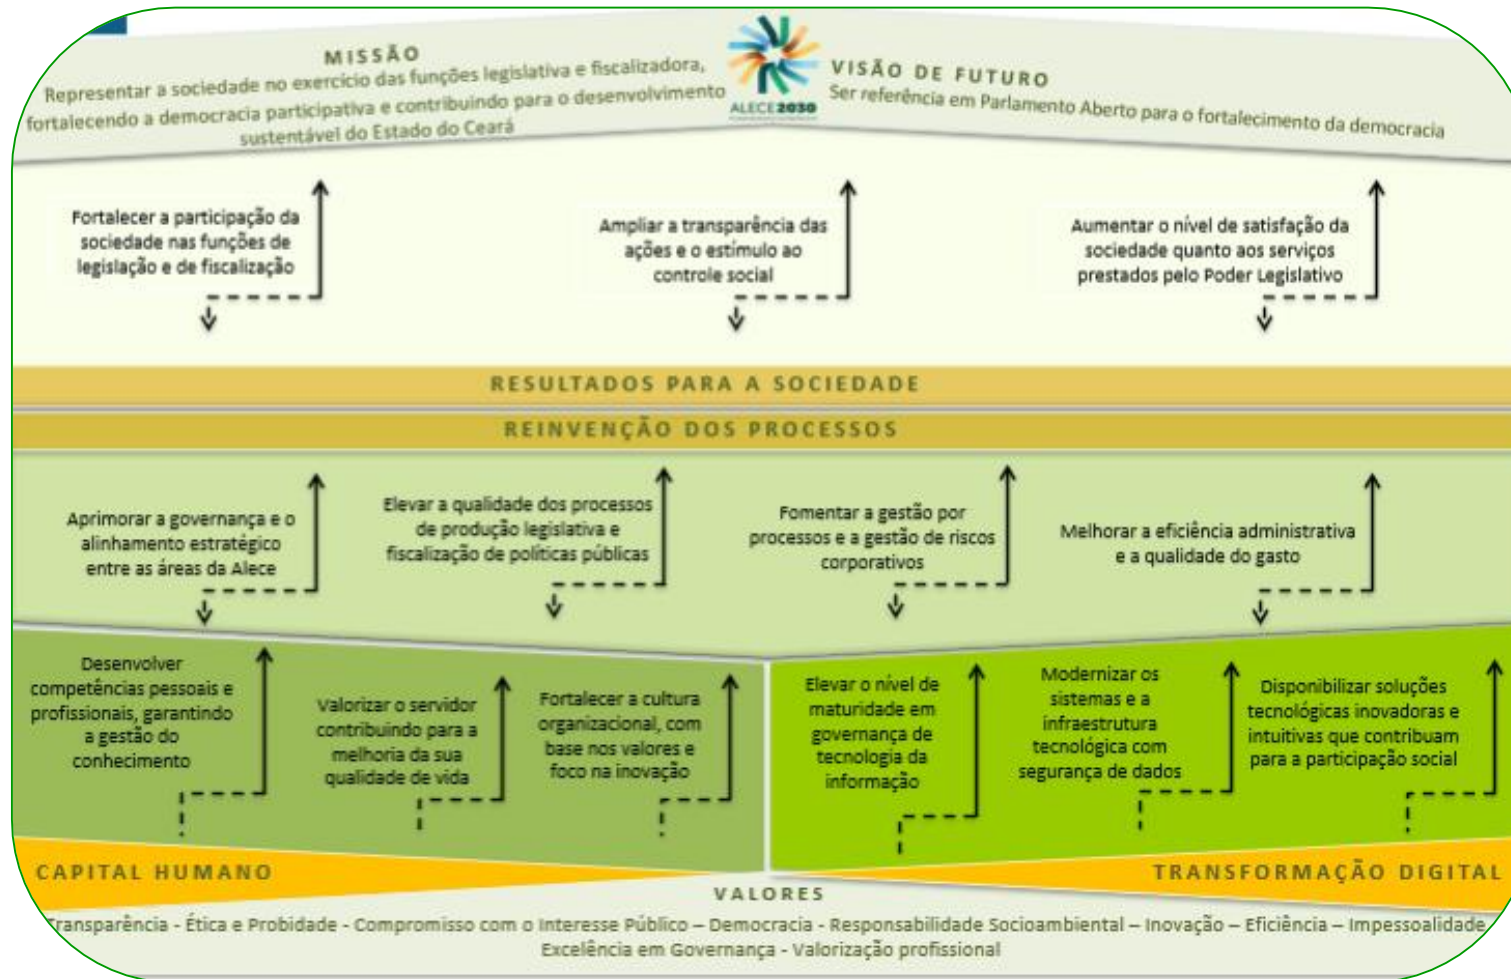 MISSÃO
Representar a sociedade no exercício das funções legislativa e fiscalizadora,
fortalecendo a democracia participativa e contribuindo para o desenvolvimento
sustentável do Estado do Ceará
ALECE2030
VISÃO DE FUTURO
Ser referência em Parlamento Aberto para o fortalecimento da democracia
Fortalecer a participação da
sociedade nas funções de
legislação e de fiscalização
Ampliar a transparência das
ações e o estímulo ao
controle social
Aumentar o nível de satisfação da
sociedade quanto aos serviços
prestados pelo Poder Legislativo
RESULTADOS PARA A SOCIEDADE
REINVENÇÃO DOS PROCESSOS
Aprimorar a governança e o
alinhamento estratégico
entre as áreas da Alece
Elevar a qualidade dos processos
de produção legislativa e
fiscalização de políticas públicas
Fomentar a gestão por
processos e a gestão de riscos
corporativos
Melhorar a eficiência administrativa
e a qualidade do gasto
Desenvolver
competências pessoais e
profissionais, garantindo
a gestão do
conhecimento
Valorizar o servidor
contribuindo para a
melhoria da sua
qualidade de vida
Fortalecer a cultura
organizacional, com
base nos valores e
foco na inovação
Elevar o nível de
maturidade em
governança de
tecnologia da
informação
Modernizar os
sistemas e a
infraestrutura
tecnológica com
segurança de dados
Disponibilizar soluções
tecnológicas inovadoras e
intuitivas que contribuam
para a participação social
CAPITAL HUMANO
TRANSFORMAÇÃO DIGITAL
VALORES
Transparência - Ética e Probidade - Compromisso com o Interesse Público – Democracia - Responsabilidade Socioambiental – Inovação – Eficiência – Impessoalidade
Excelência em Governança - Valorização profissional